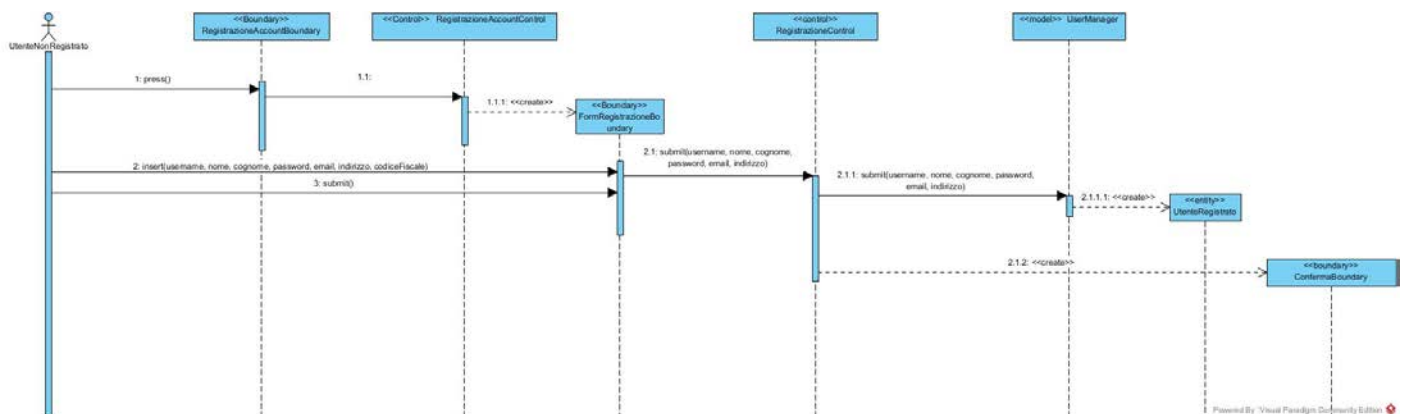 UtenteNonRegistrato
<<Boundary>>
RegistrazioneAccountBoundary
<<Control>> RegistrazioneAccountControl
<<control>>
RegistrazioneControl
<<model>> UserManager
1: press()
1.1:
1.1.1: <<create>>
<<Boundary>>
FormRegistrazioneBo
undary
2: insert(username, nome, cognome, password, email, indirizzo, codiceFiscale)
2.1: submit(username, nome, cognome,
password, email, indirizzo)
3: submit()
2.1.1: submit(username, nome, cognome, password,
email, indirizzo)
2.1.1.1: <<create>>
<<entity>>
UtenteRegistrato
2.1.2: <<create>>
<<boundary>>
ConfermaBoundary
Powered By Visual Paradigm Community Edition